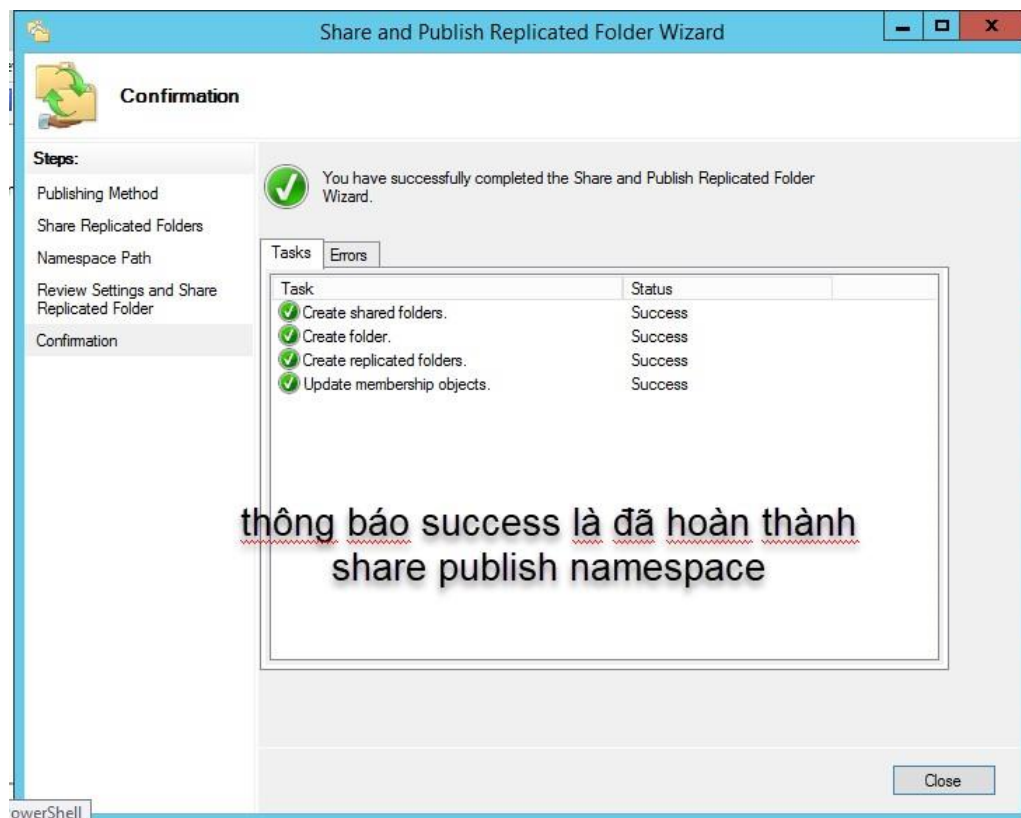 Share and Publish Replicated Folder Wizard
Confirmation
Steps:
Publishing Method
Share Replicated Folders
Namespace Path
Review Settings and Share
Replicated Folder
Confirmation
You have successfully completed the Share and Publish Replicated Folder
Wizard.
Tasks Errors
Task Status
Create shared folders. Success
Create folder. Success
Create replicated folders. Success
Update membership objects. Success
thông báo success là đã hoàn thành
share publish namespace
Close
owerShell